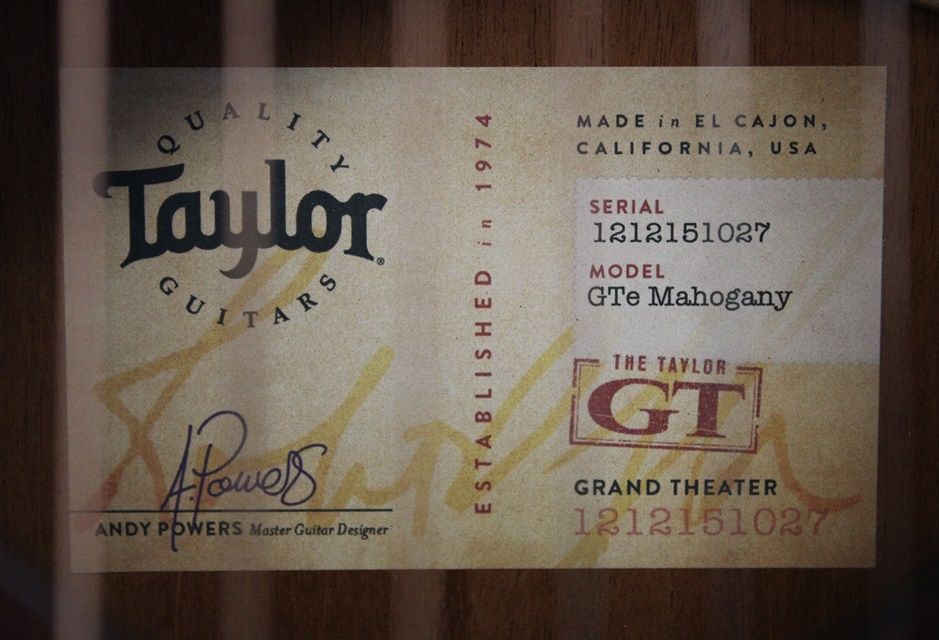 QUALITY
Taylor®
GUITARS
A. Powers
ANDY POWERS Master Guitar Designer
ESTABLISHED in 1974
MADE in EL CAJON,
CALIFORNIA, USA
SERIAL
1212151027
MODEL
GTe Mahogany
THE TAYLOR
GT
GRAND THEATER
1212151027